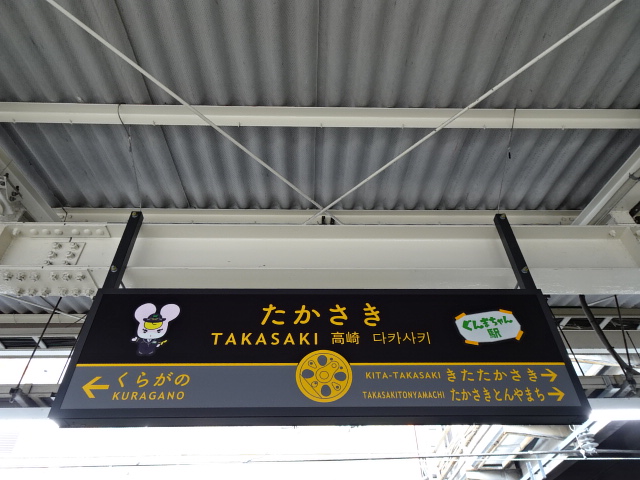 たかさき
TAKASAKI 高崎 다카사키
ぐんまちゃん
駅
くらがの
KURAGANO
KITA-TAKASAKI きたたかさき
TAKASAKITONYAMACHI たかさきとんやまち